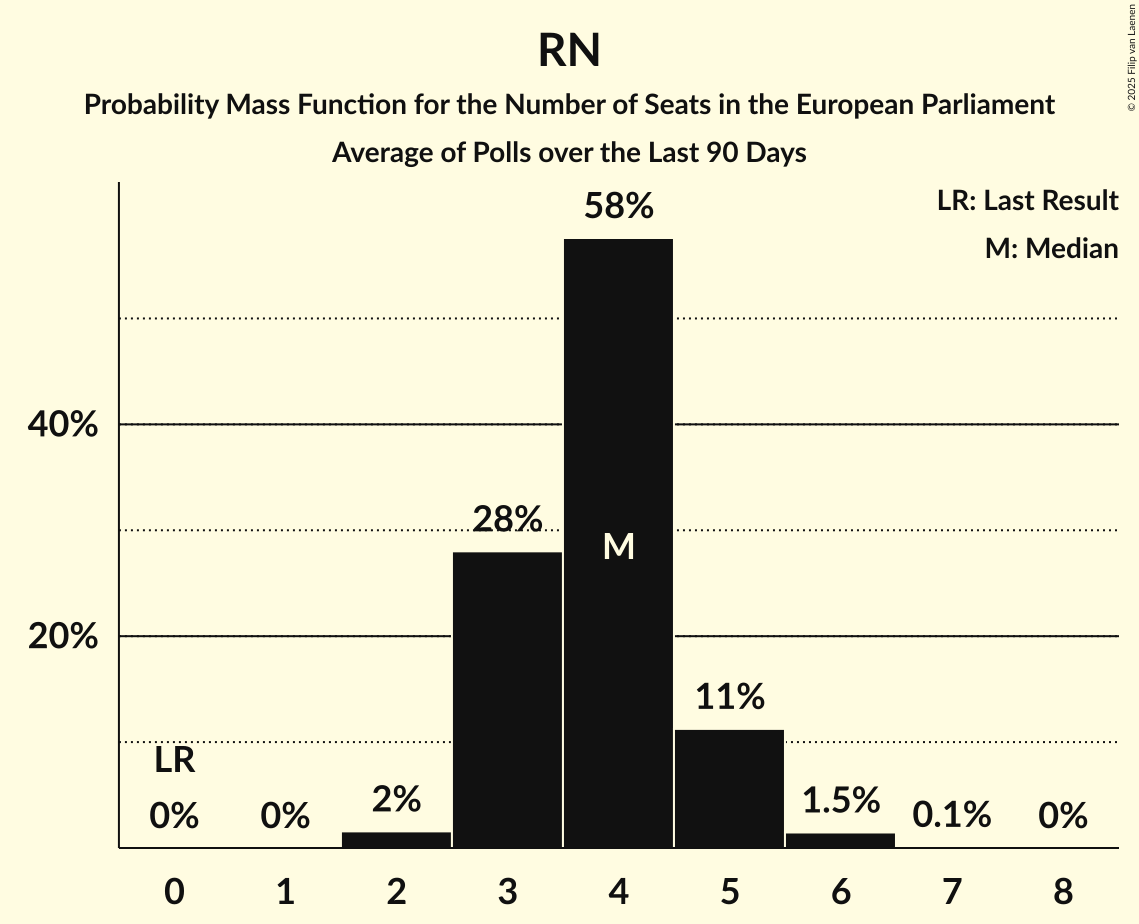 RN
Probability Mass Function for the Number of Seats in the European Parliament
Average of Polls over the Last 90 Days
© 2025 Filip van Laenen
LR: Last Result
M: Median
58%
40%
28%
M
20%
11%
LR
0%
0%
2%
1.5%
0.1%
0%
0
1
2
3
4
5
6
7
8